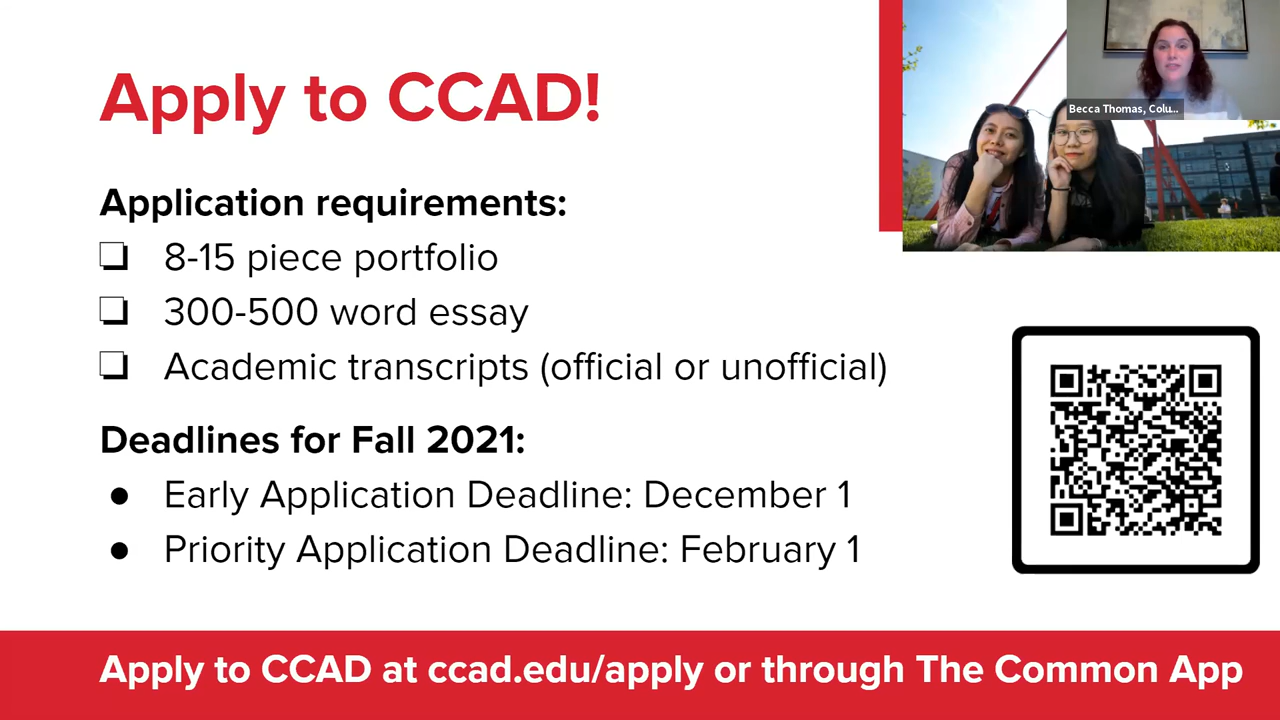 Apply to CCAD!
Becca Thomas, Colu...
Application requirements:
❏ 8-15 piece portfolio
❏ 300-500 word essay
❏ Academic transcripts (official or unofficial)
Deadlines for Fall 2021:
● Early Application Deadline: December 1
● Priority Application Deadline: February 1
Apply to CCAD at ccad.edu/apply or through The Common App